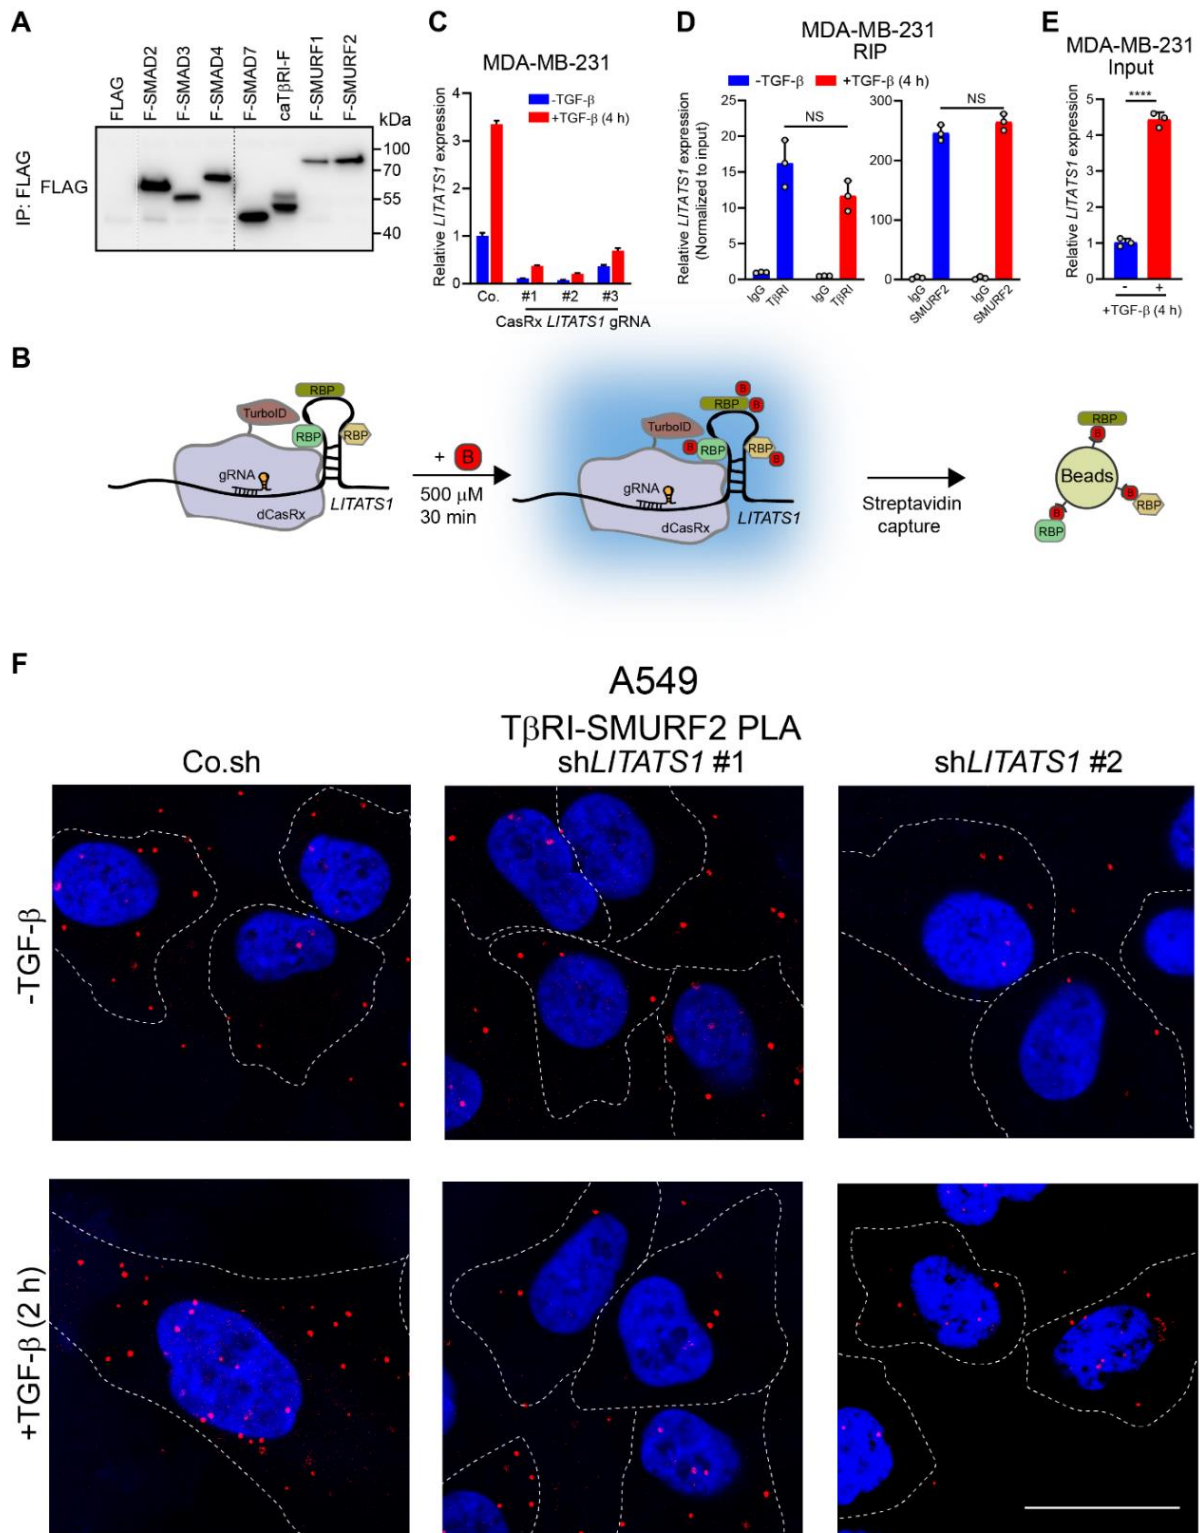 A
FLAG
F-SMAD2
F-SMAD3
F-SMAD4
F-SMAD7
caTβRI-F
F-SMURF1
F-SMURF2
kDa
IP: FLAG
FLAG
100
70
55
40
C
MDA-MB-231
-TGF-β
+TGF-β (4 h)
Relative LITATS1 expression
4
3
2
1
0
Co.
#1
#2
#3
CasRx LITATS1 gRNA
D
MDA-MB-231
RIP
-TGF-β
+TGF-β (4 h)
Relative LITATS1 expression
(Normalized to input)
25
20
15
10
5
0
NS
IgG
TβRI
IgG
TβRI
300
200
100
0
NS
IgG
SMURF2
IgG
SMURF2
E
MDA-MB-231
Input
Relative LITATS1 expression
5
4
3
2
1
0
****
- +
+TGF-β (4 h)
B
TurboID
RBP
RBP
RBP
gRNA
dCasRx
LITATS1
+ B
500 μM
30 min
TurboID
B
RBP
B
B
RBP
RBP
B
gRNA
dCasRx
LITATS1
Streptavidin
capture
RBP
B
Beads
B
RBP
B
RBP
F
A549
TβRI-SMURF2 PLA
Co.sh
shLITATS1 #1
shLITATS1 #2
-TGF-β
+TGF-β (2 h)